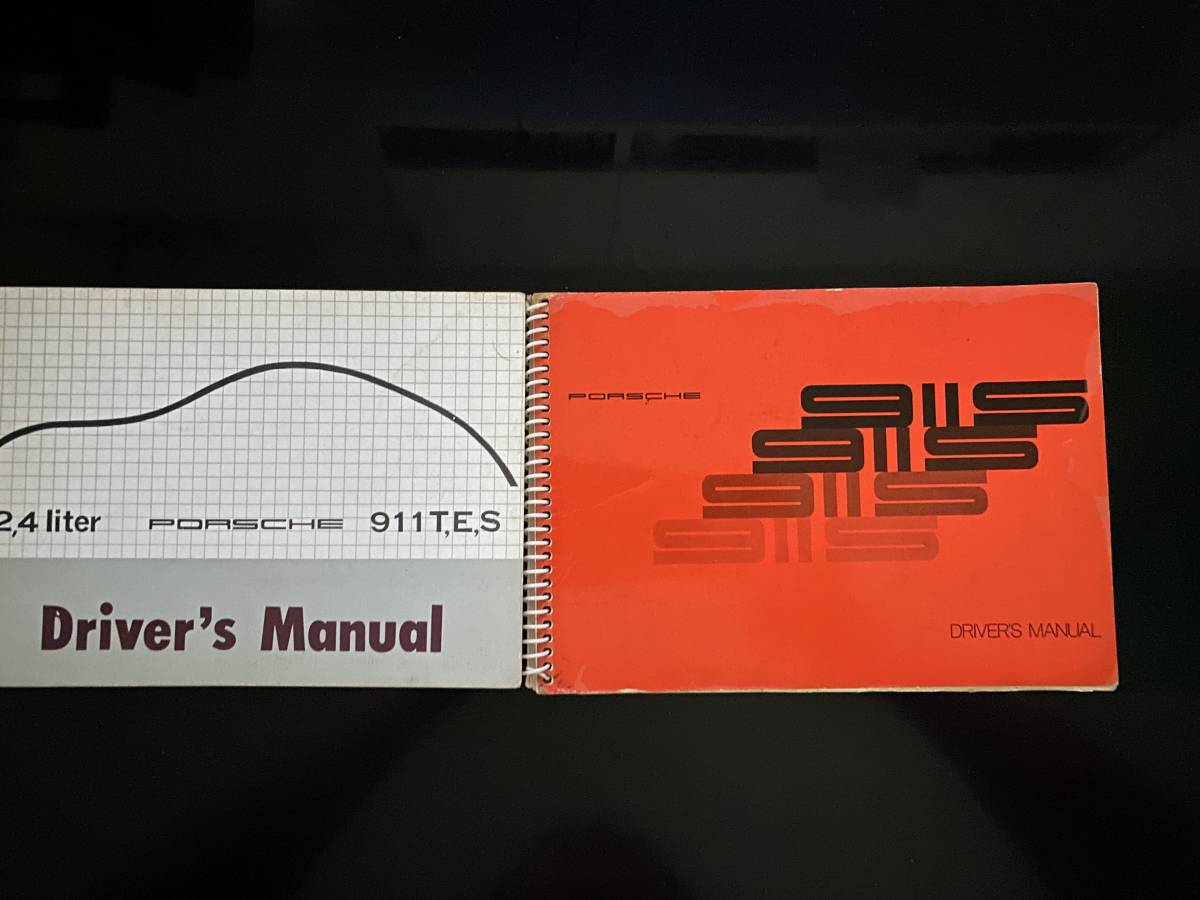 2,4 liter PORSCHE 911T,E,S
Driver's Manual
PORSCHE
911S
911S
911S
911S
DRIVER'S MANUAL